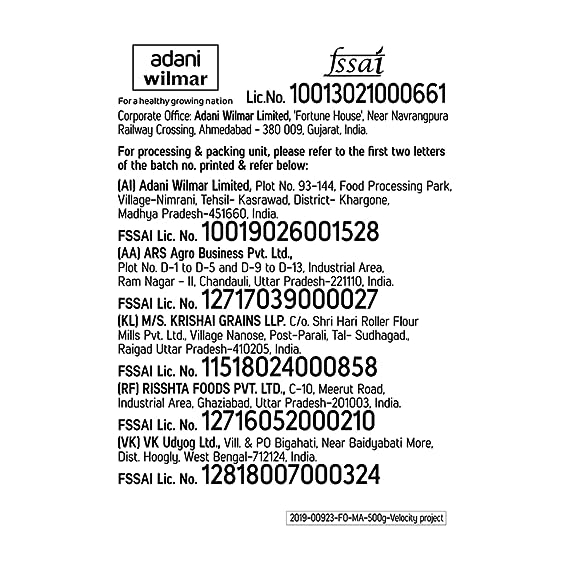 adani
wilmar
For a healthy growing nation
fssai
Lic.No. 10013021000661
Corporate Office: Adani Wilmar Limited, 'Fortune House', Near Navrangpura
Railway Crossing, Ahmedabad - 380 009, Gujarat, India.
For processing & packing unit, please refer to the first two letters
of the batch no. printed & refer below:
(AI) Adani Wilmar Limited, Plot No. 93-144, Food Processing Park,
Village-Nimrani, Tehsil- Kasrawad, District- Khargone,
Madhya Pradesh-451660, India.
FSSAI Lic. No. 10019026001528
(AA) ARS Agro Business Pvt. Ltd.,
Plot No. D-1 to D-5 and D-9 to D-13, Industrial Area,
Ram Nagar - II, Chandauli, Uttar Pradesh-221110, India.
FSSAI Lic. No. 12717039000027
(KL) M/S. KRISHAI GRAINS LLP. C/o. Shri Hari Roller Flour
Mills Pvt. Ltd., Village Nanose, Post-Parali, Tal- Sudhagad.,
Raigad Uttar Pradesh-410205, India.
FSSAI Lic. No. 11518024000858
(RF) RISSHTA FOODS PVT. LTD., C-10, Meerut Road,
Industrial Area, Ghaziabad, Uttar Pradesh-201003, India.
FSSAI Lic. No. 12716052000210
(VK) VK Udyog Ltd., Vill. & PO Bigahati, Near Baidyabati More,
Dist. Hoogly, West Bengal-712124, India.
FSSAI Lic. No. 12818007000324
2019-00923-FO-MA-500g-Velocity project